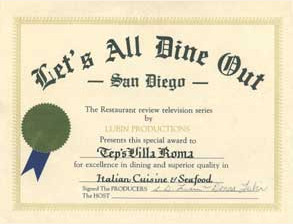 Let's All Dine Out
— San Diego —
The Restaurant review television series
by
LUBIN PRODUCTIONS
Presents this special award to
Tep's Villa Roma
for excellence in dining and superior quality in
Italian Cuisine & Seafood
Signed The PRODUCERS
The HOST